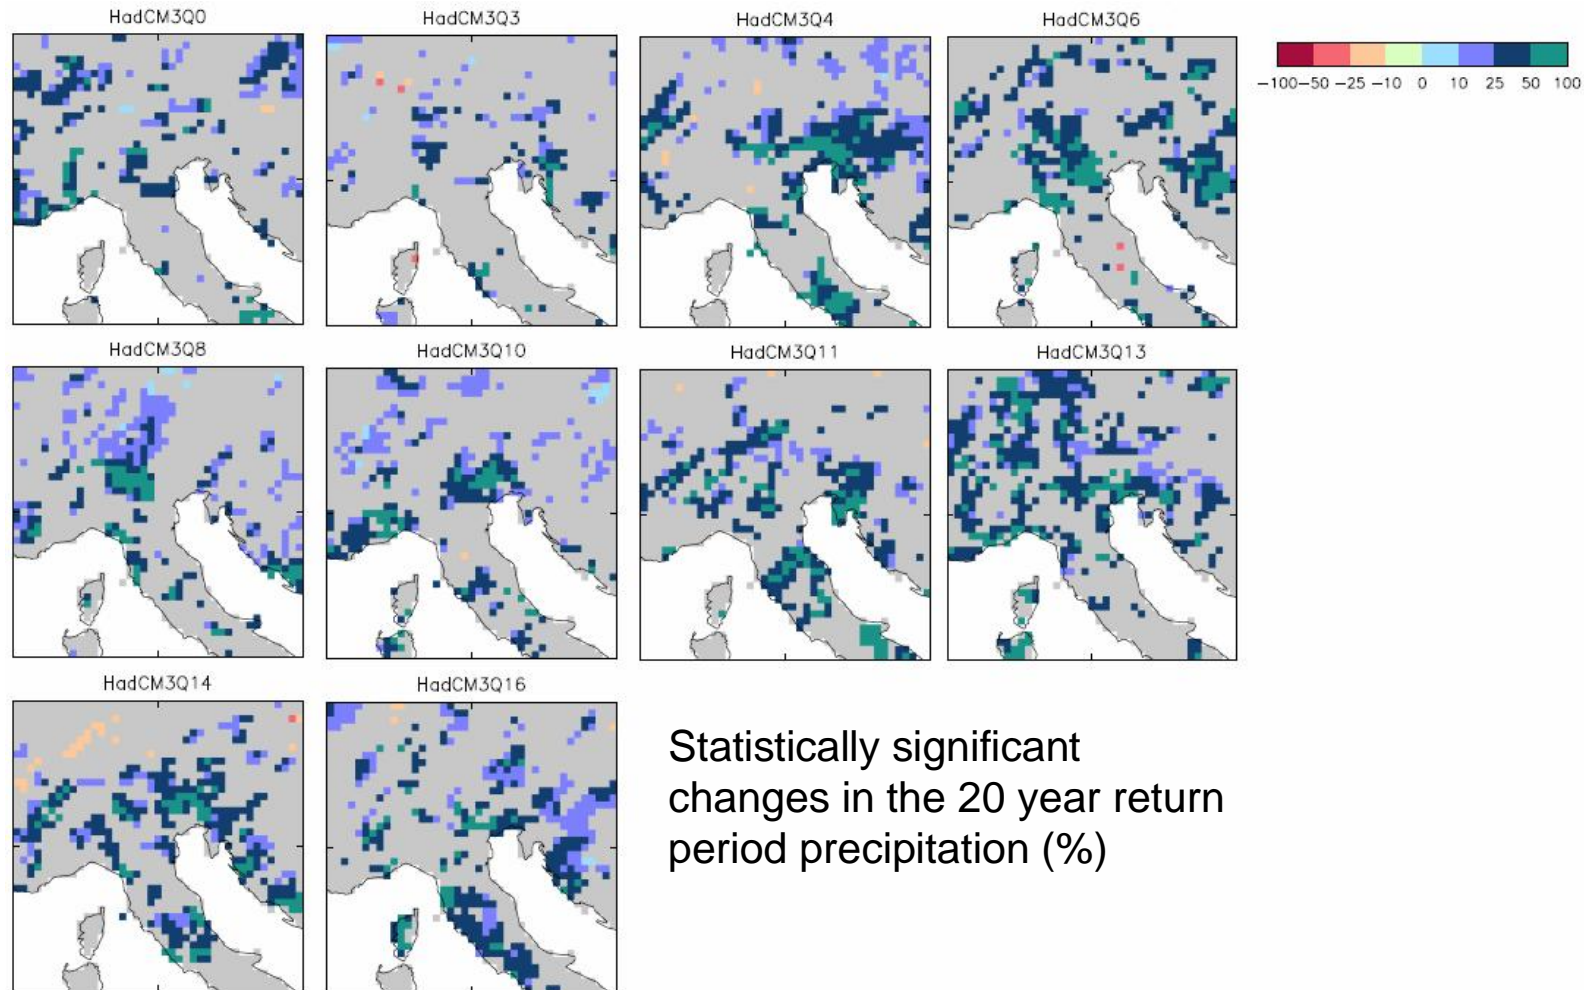 HadCM3Q0 HadCM3Q3 HadCM3Q4 HadCM3Q6
−100−50 −25 −10 0 10 25 50 100
HadCM3Q8 HadCM3Q10 HadCM3Q11 HadCM3Q13
HadCM3Q14 HadCM3Q16
Statistically significant
changes in the 20 year return
period precipitation (%)